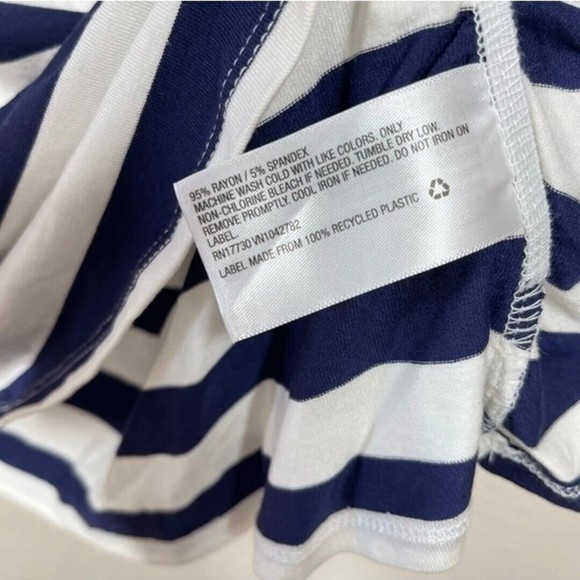 95% RAYON / 5% SPANDEX
MACHINE WASH COLD WITH LIKE COLORS. ONLY
NON-CHLORINE BLEACH IF NEEDED. TUMBLE DRY LOW.
REMOVE PROMPTLY. COOL IRON IF NEEDED. DO NOT IRON ON
LABEL.
RN17730 VN1042782
LABEL MADE FROM 100% RECYCLED PLASTIC